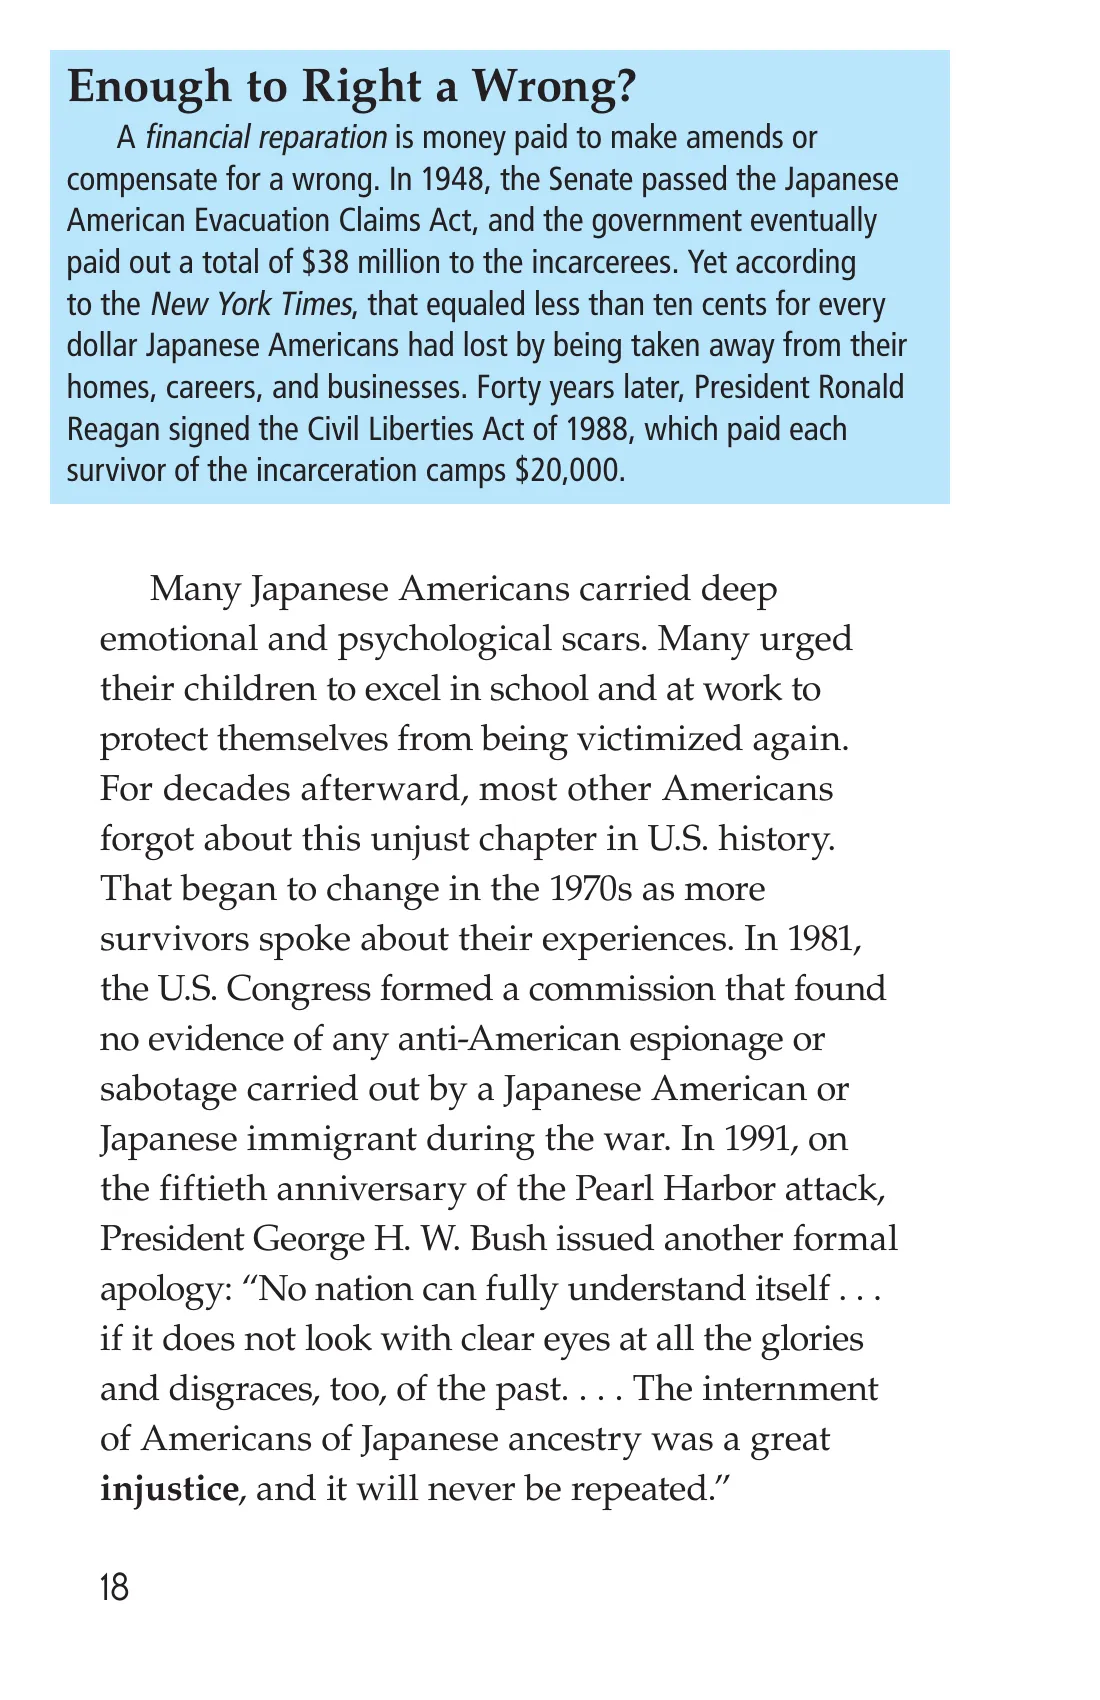 Enough to Right a Wrong?
A financial reparation is money paid to make amends or
compensate for a wrong. In 1948, the Senate passed the Japanese
American Evacuation Claims Act, and the government eventually
paid out a total of $38 million to the incarcerees. Yet according
to the New York Times, that equaled less than ten cents for every
dollar Japanese Americans had lost by being taken away from their
homes, careers, and businesses. Forty years later, President Ronald
Reagan signed the Civil Liberties Act of 1988, which paid each
survivor of the incarceration camps $20,000.
Many Japanese Americans carried deep
emotional and psychological scars. Many urged
their children to excel in school and at work to
protect themselves from being victimized again.
For decades afterward, most other Americans
forgot about this unjust chapter in U.S. history.
That began to change in the 1970s as more
survivors spoke about their experiences. In 1981,
the U.S. Congress formed a commission that found
no evidence of any anti-American espionage or
sabotage carried out by a Japanese American or
Japanese immigrant during the war. In 1991, on
the fiftieth anniversary of the Pearl Harbor attack,
President George H. W. Bush issued another formal
apology: “No nation can fully understand itself . . .
if it does not look with clear eyes at all the glories
and disgraces, too, of the past. . . . The internment
of Americans of Japanese ancestry was a great
injustice, and it will never be repeated.”
18